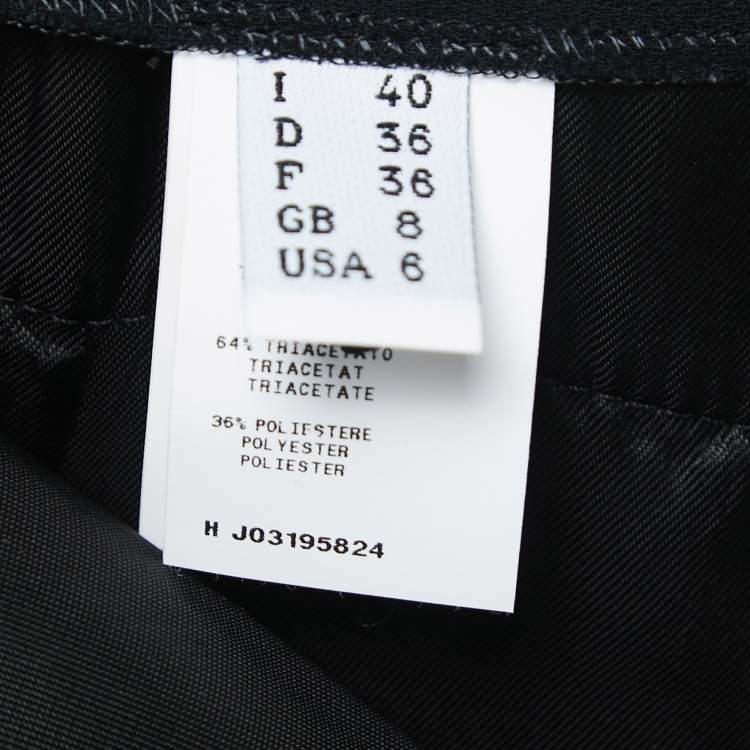 I 40
D 36
F 36
GB 8
USA 6
64% TRIACETATO
TRIACETAT
TRIACETATE
36% POLIESTERE
POLYESTER
POLIESTER
H J03195824